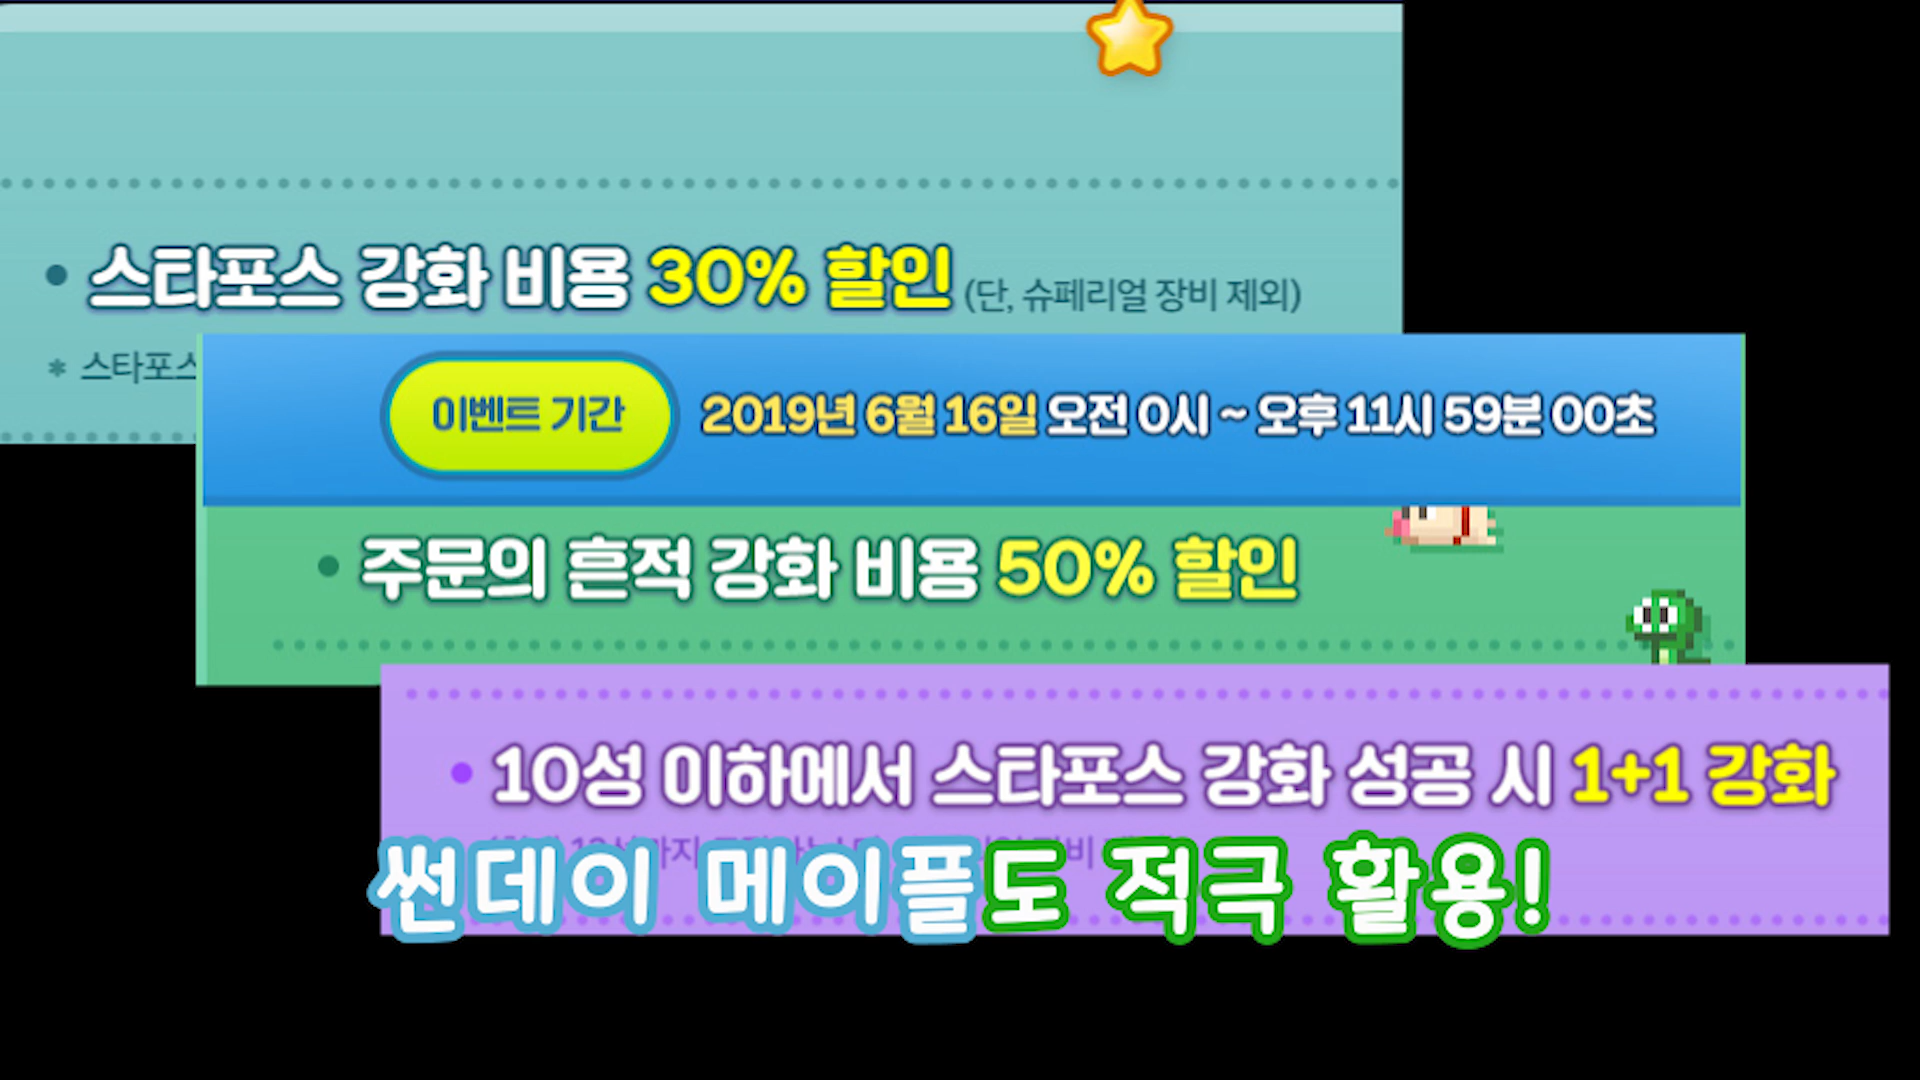 • 스타포스 강화 비용 30% 할인 (단, 슈페리얼 장비 제외)
* 스타포스
이벤트 기간 2019년 6월 16일 오전 0시 ~ 오후 11시 59분 00초
• 주문의 흔적 강화 비용 50% 할인
• 10성 이하에서 스타포스 강화 성공 시 1+1 강화
썬데이 메이플도 적극 활용!